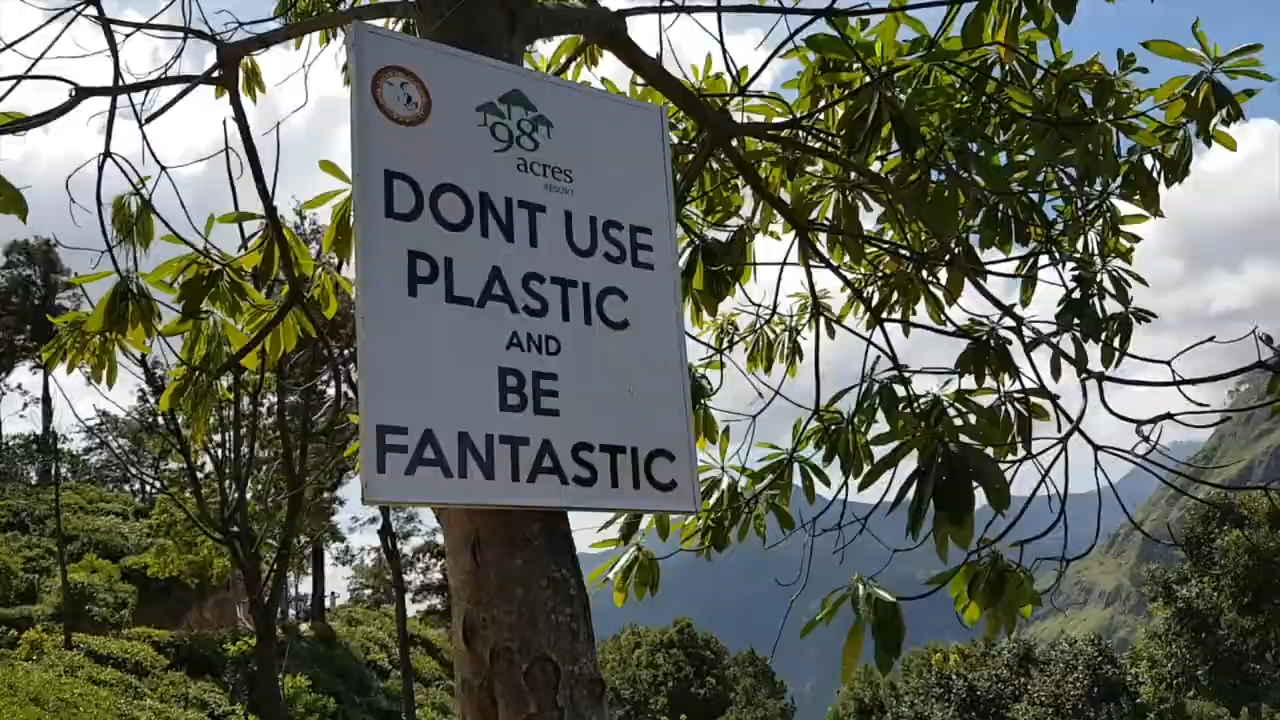 98
acres
RESORT
DONT USE
PLASTIC
AND
BE
FANTASTIC